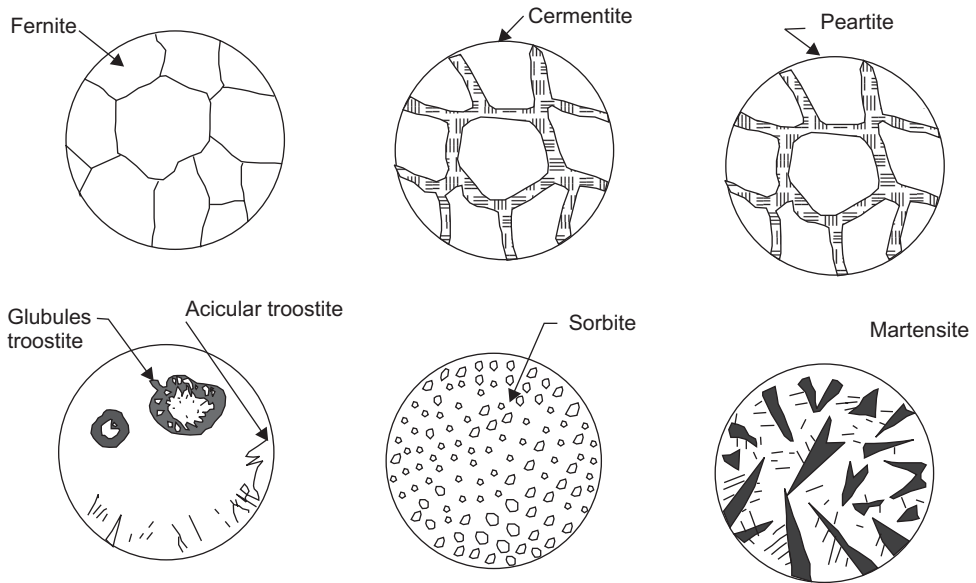 Fernite
Cermentite
Peartite
Glubules
troostite
Acicular troostite
Sorbite
Martensite